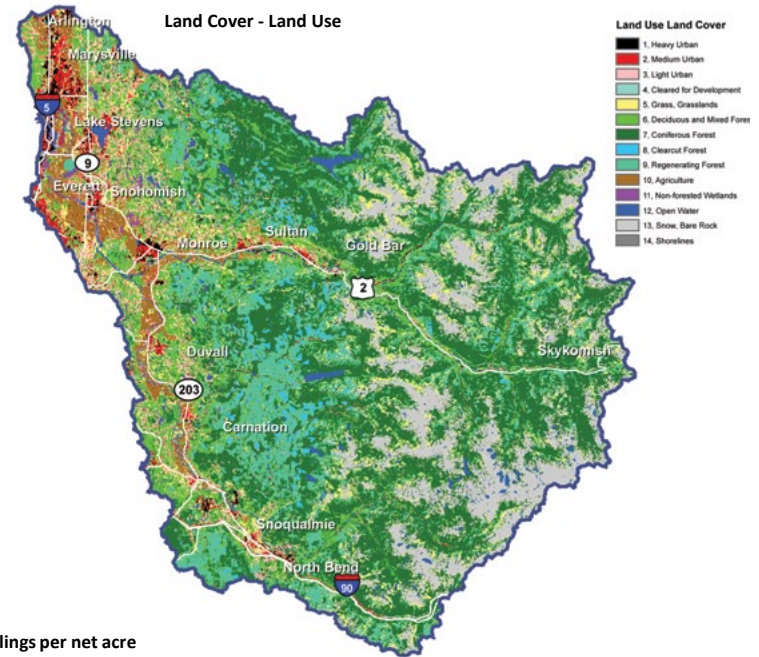 Land Cover - Land Use
Arlington
Marysville
5
Lake Stevens
9
Everett
Snohomish
Monroe
Sultan
Gold Bar
2
Skykomish
Duvall
203
Carnation
Snoqualmie
North Bend
90
Land Use Land Cover
1, Heavy Urban
2, Medium Urban
3, Light Urban
4, Cleared for Development
5, Grass, Grasslands
6, Deciduous and Mixed Fores
7, Coniferous Forest
8, Clearcut Forest
9, Regenerating Forest
10, Agriculture
11, Non-forested Wetlands
12, Open Water
13, Snow, Bare Rock
14, Shorelines
lings per net acre